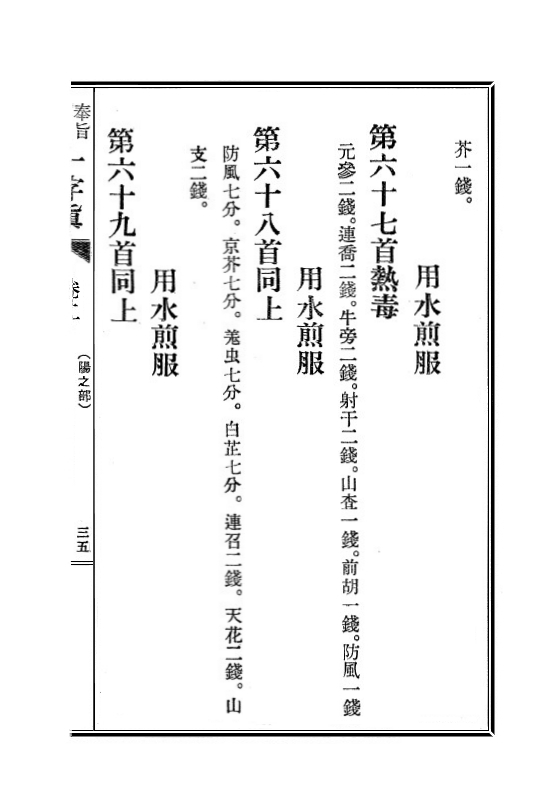 芥一錢。
用水煎服
第六十七首熱毒
元參二錢。連喬二錢。牛旁二錢。射干二錢。山查一錢。前胡一錢。防風一錢
用水煎服
第六十八首同上
防風七分。京芥七分。羗虫七分。白芷七分。連召二錢。天花二錢。山
支二錢。
用水煎服
第六十九首同上
奉旨
(陽之部)
三五